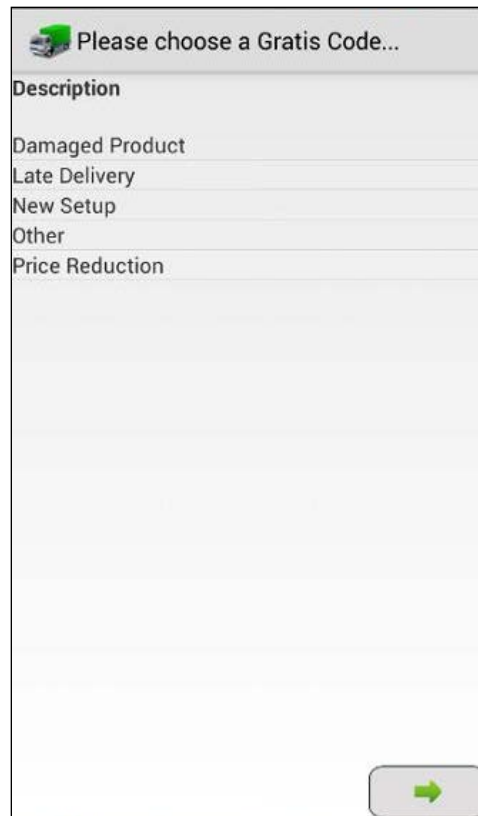 Please choose a Gratis Code...
Description
Damaged Product
Late Delivery
New Setup
Other
Price Reduction